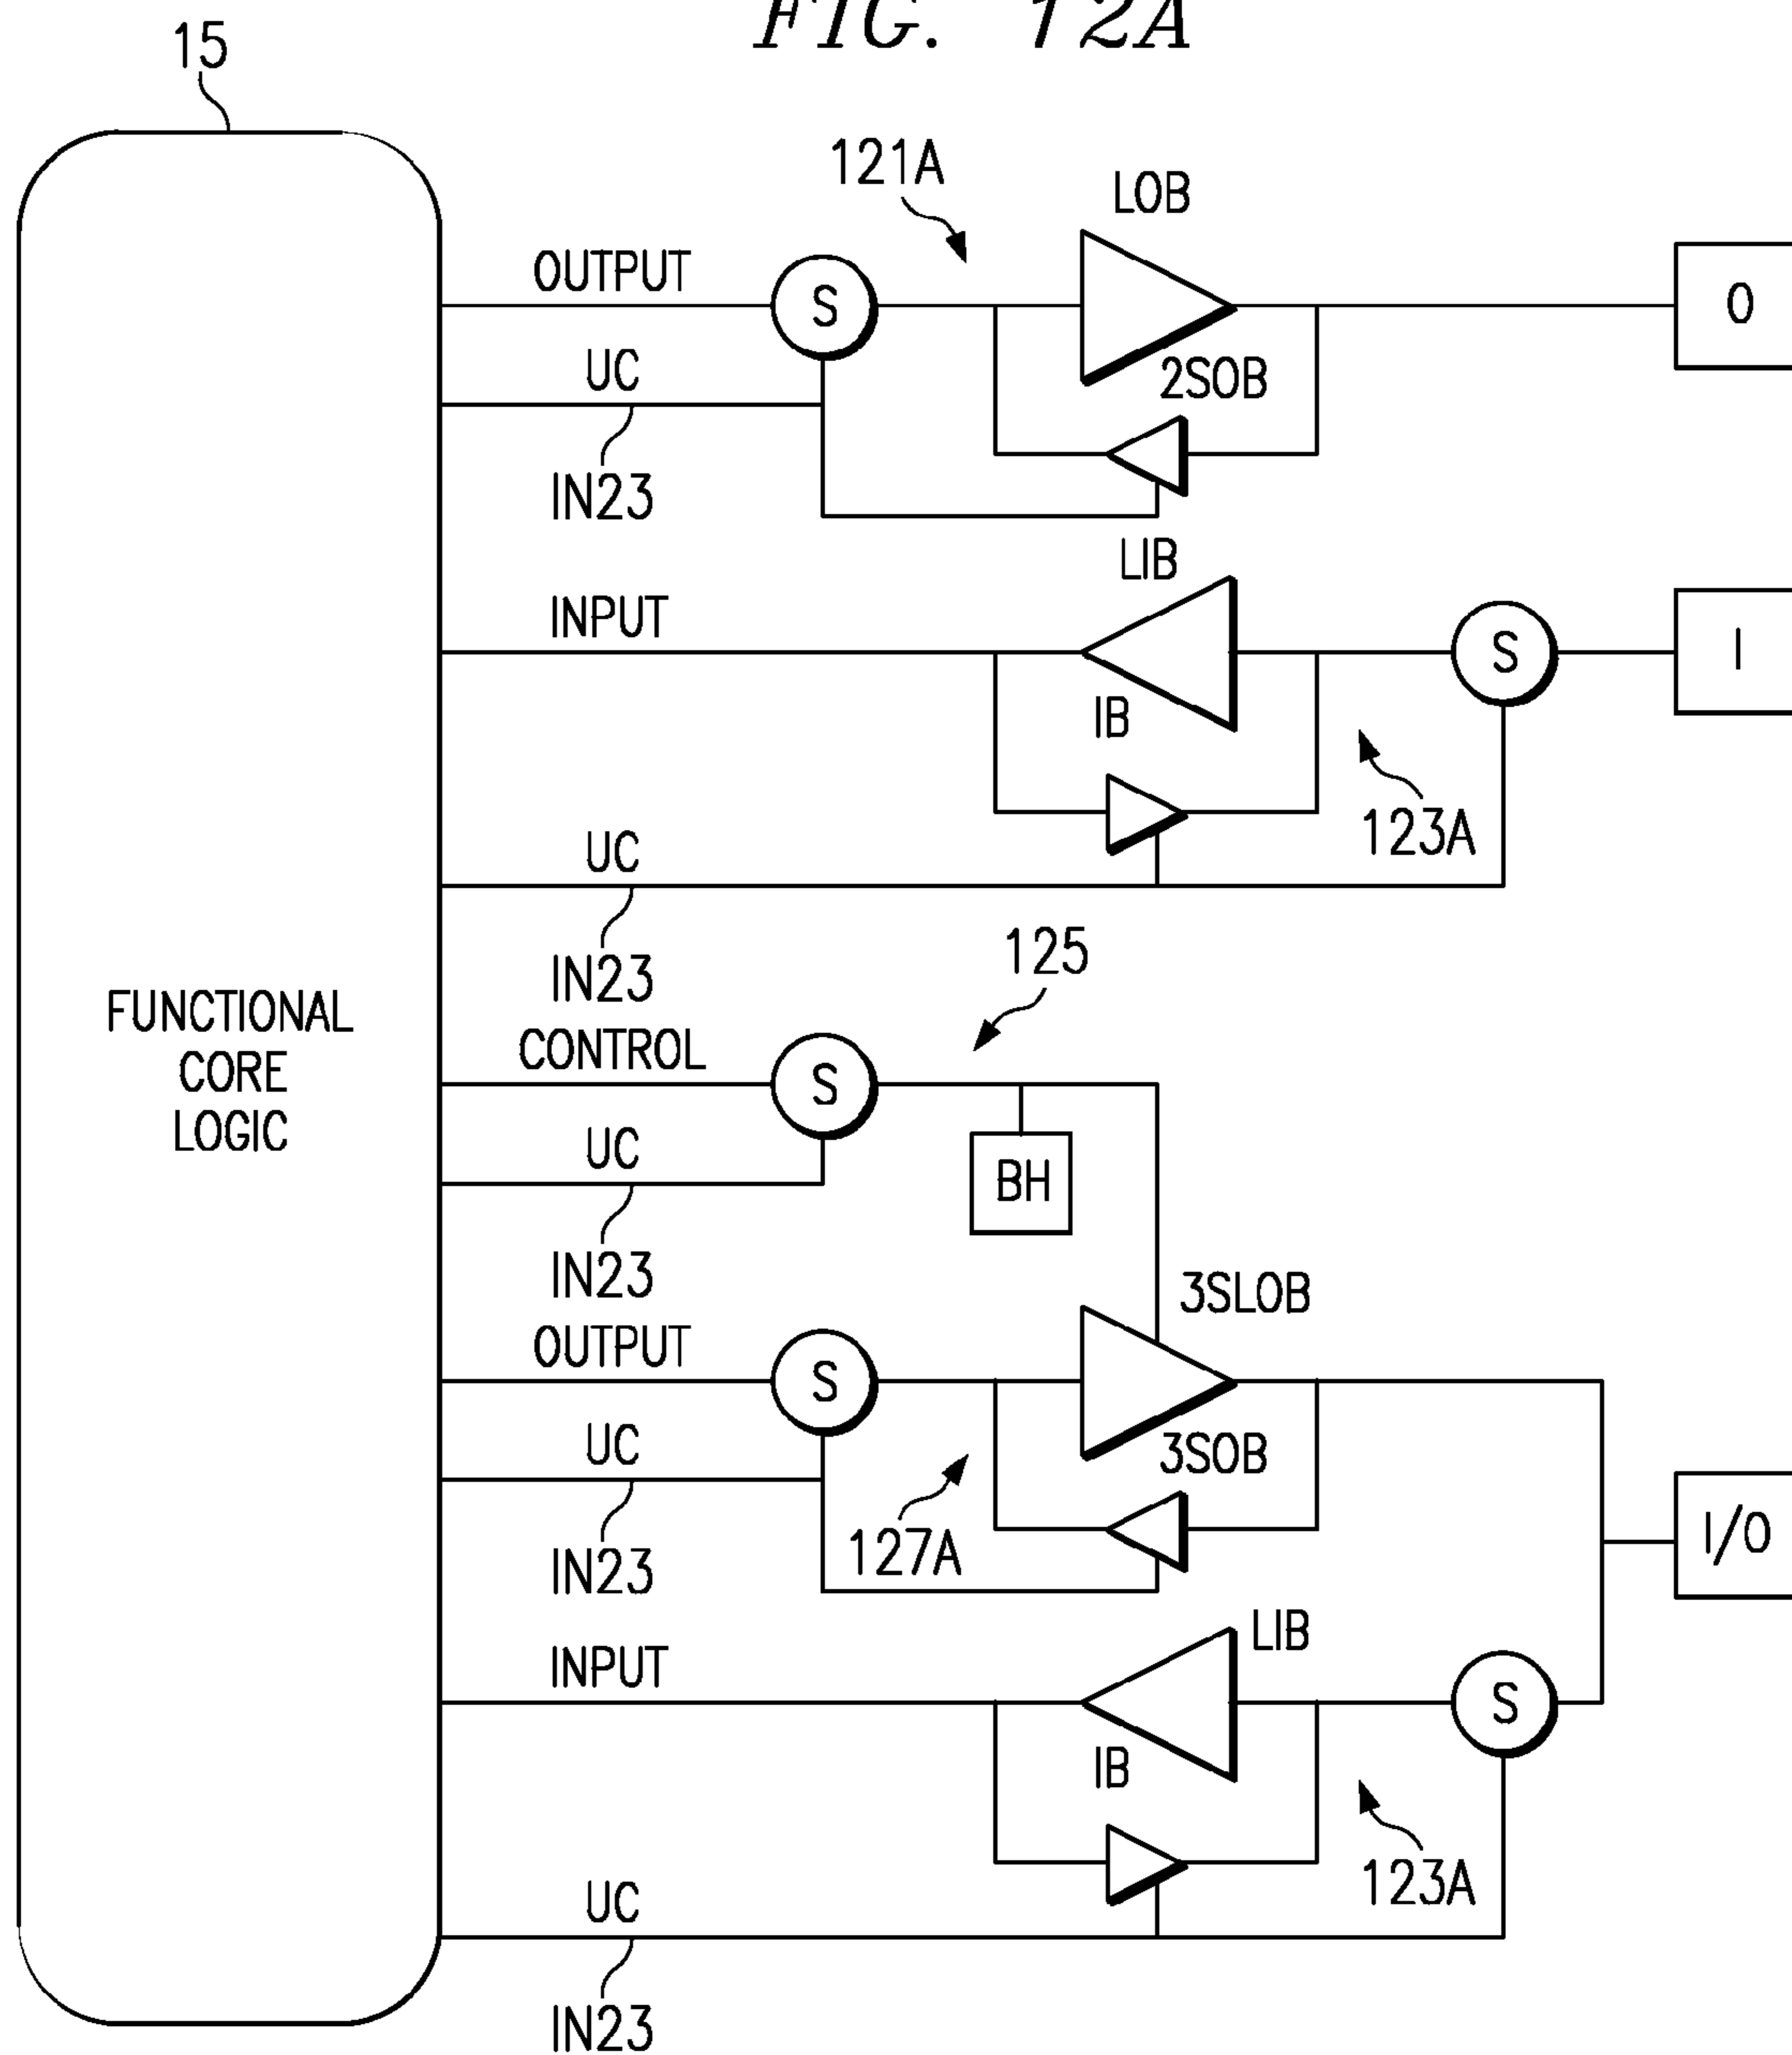 FIG. 12A
15
121A
LOB
OUTPUT
S
O
UC
2SOB
IN23
LIB
INPUT
S
I
IB
123A
UC
IN23
125
FUNCTIONAL
CORE
LOGIC
CONTROL
S
UC
BH
IN23
3SLOB
OUTPUT
S
UC
3SOB
127A
IN23
I/O
LIB
INPUT
S
IB
123A
UC
IN23